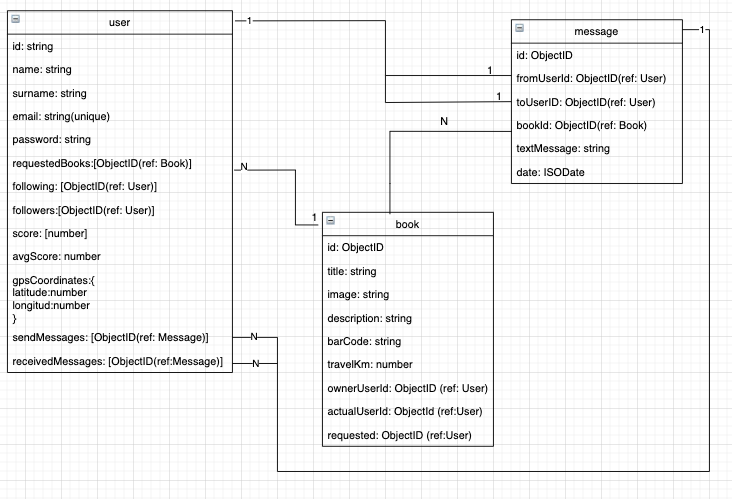 user
id: string
name: string
surname: string
email: string(unique)
password: string
requestedBooks:[ObjectID(ref: Book)]
following: [ObjectID(ref: User)]
followers:[ObjectID(ref: User)]
score: [number]
avgScore: number
gpsCoordinates:{
latitude:number
longitud:number
}
sendMessages: [ObjectID(ref: Message)]
receivedMessages: [ObjectID(ref:Message)]
1
1
1
N
N
1
N
N
1
message
id: ObjectID
fromUserId: ObjectID(ref: User)
toUserID: ObjectID(ref: User)
bookId: ObjectID(ref: Book)
textMessage: string
date: ISODate
book
id: ObjectID
title: string
image: string
description: string
barCode: string
travelKm: number
ownerUserId: ObjectID (ref: User)
actualUserId: ObjectId (ref:User)
requested: ObjectID (ref:User)